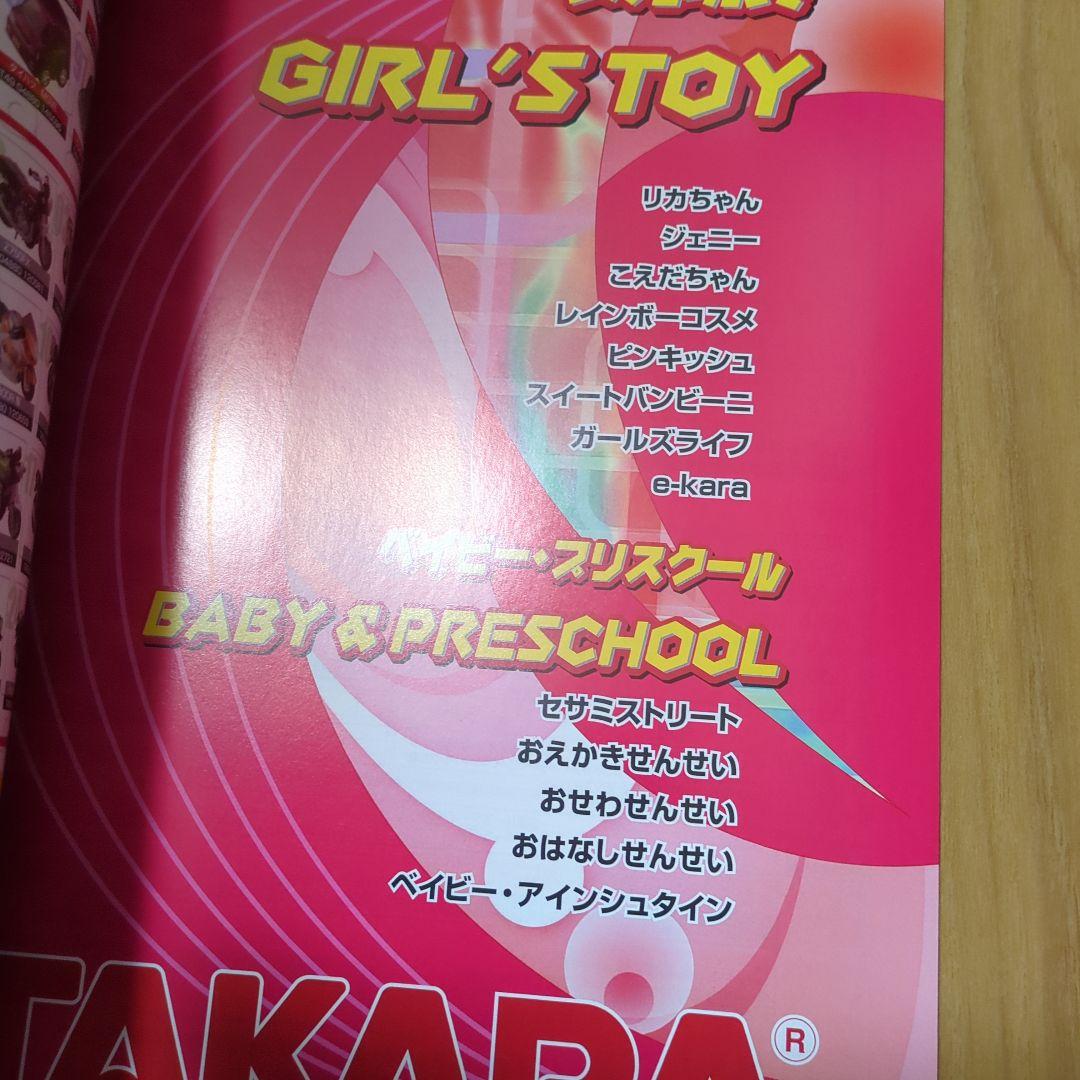 GIRL'S TOY
リカちゃん
ジェニー
こえだちゃん
レインボーコスメ
ピンキッシュ
スイートバンビーニ
ガールズライフ
e-kara
ベイビー・プリスクール
BABY & PRESCHOOL
セサミストリート
おえかきせんせい
おせわせんせい
おはなしせんせい
ベイビー・アインシュタイン
TAKARA®